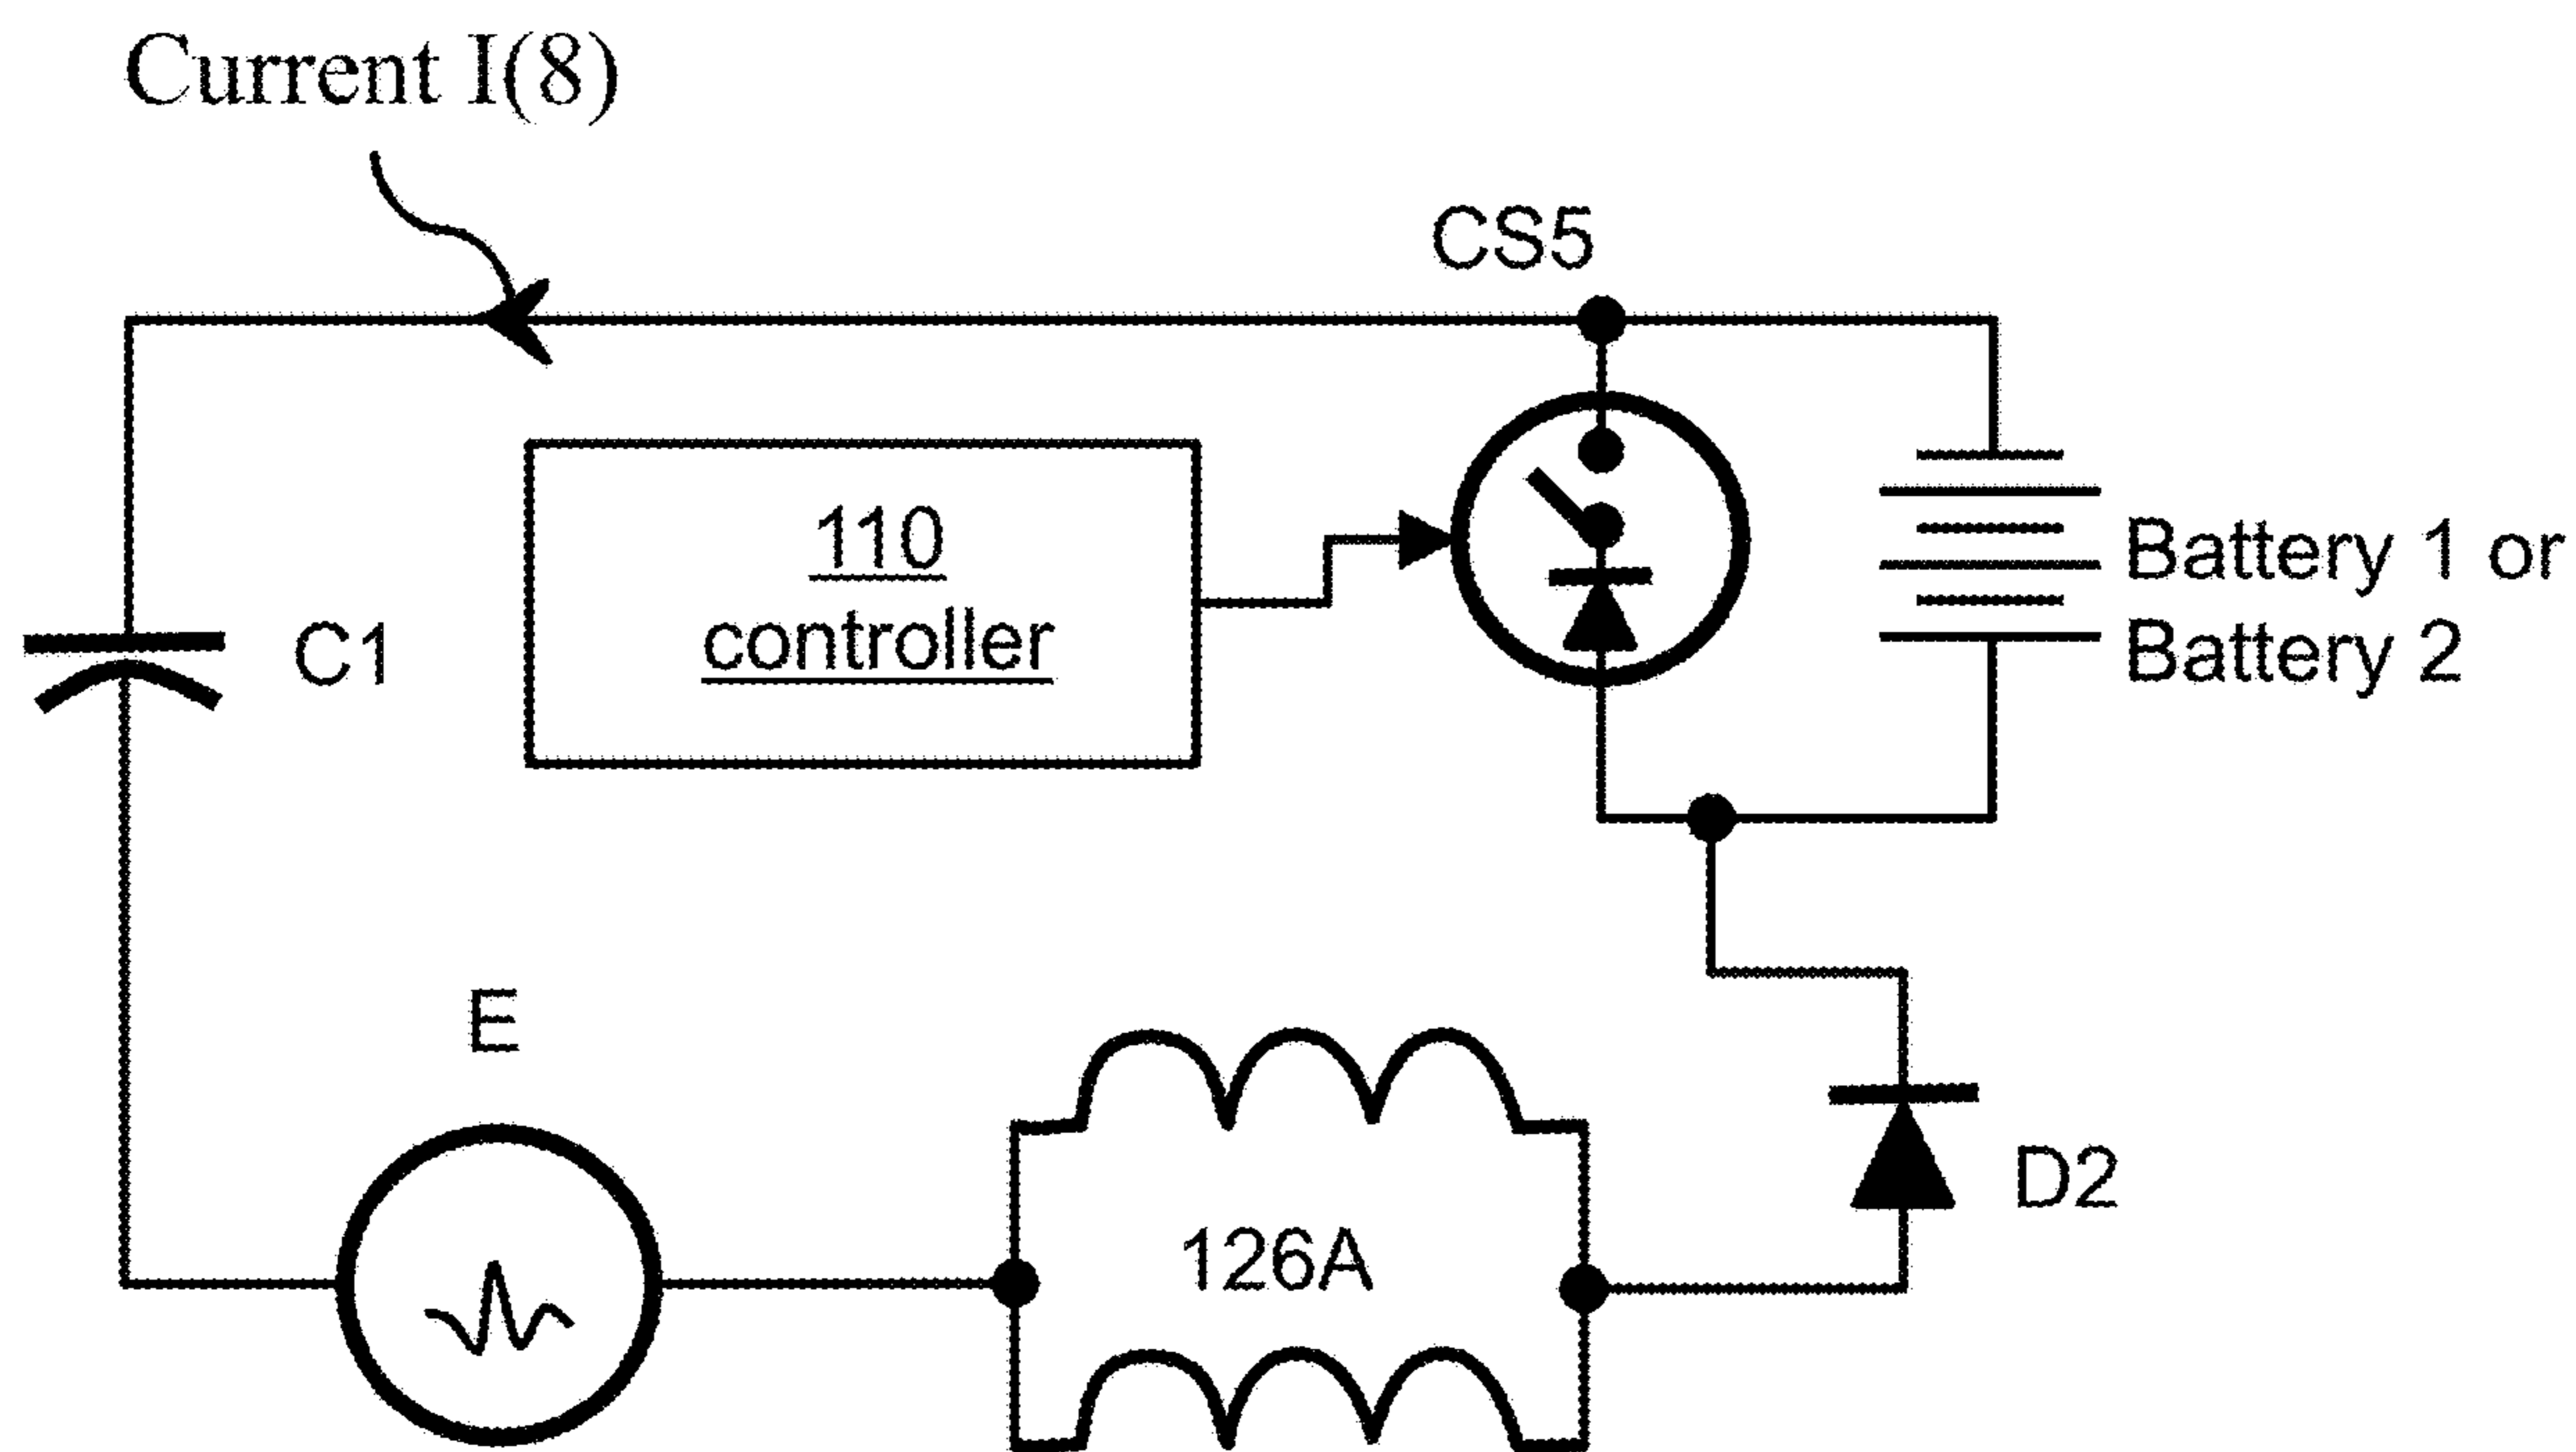 Current I(8)
CS5
110
controller
Battery 1 or
Battery 2
C1
E
126A
D2